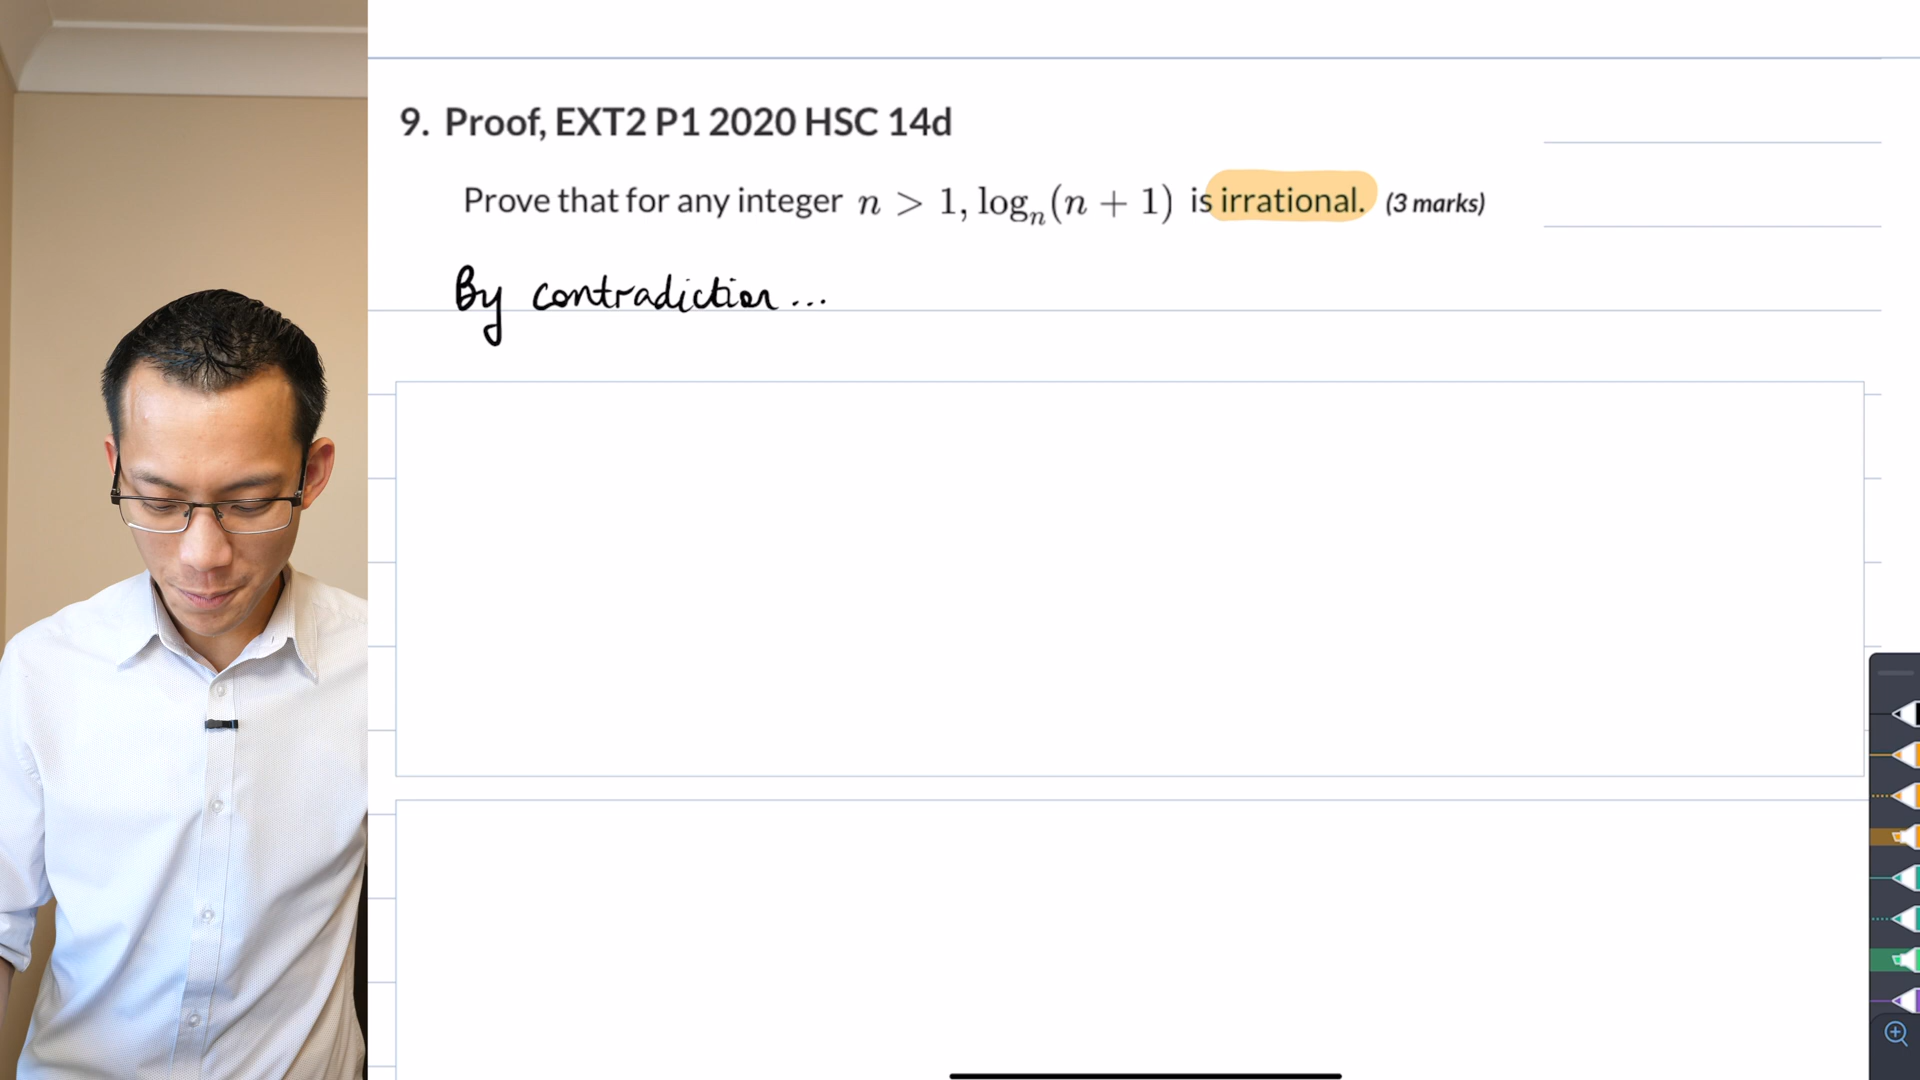 9. Proof, EXT2 P1 2020 HSC 14d
Prove that for any integer n > 1, logₙ(n + 1) is irrational. (3 marks)
By contradiction...